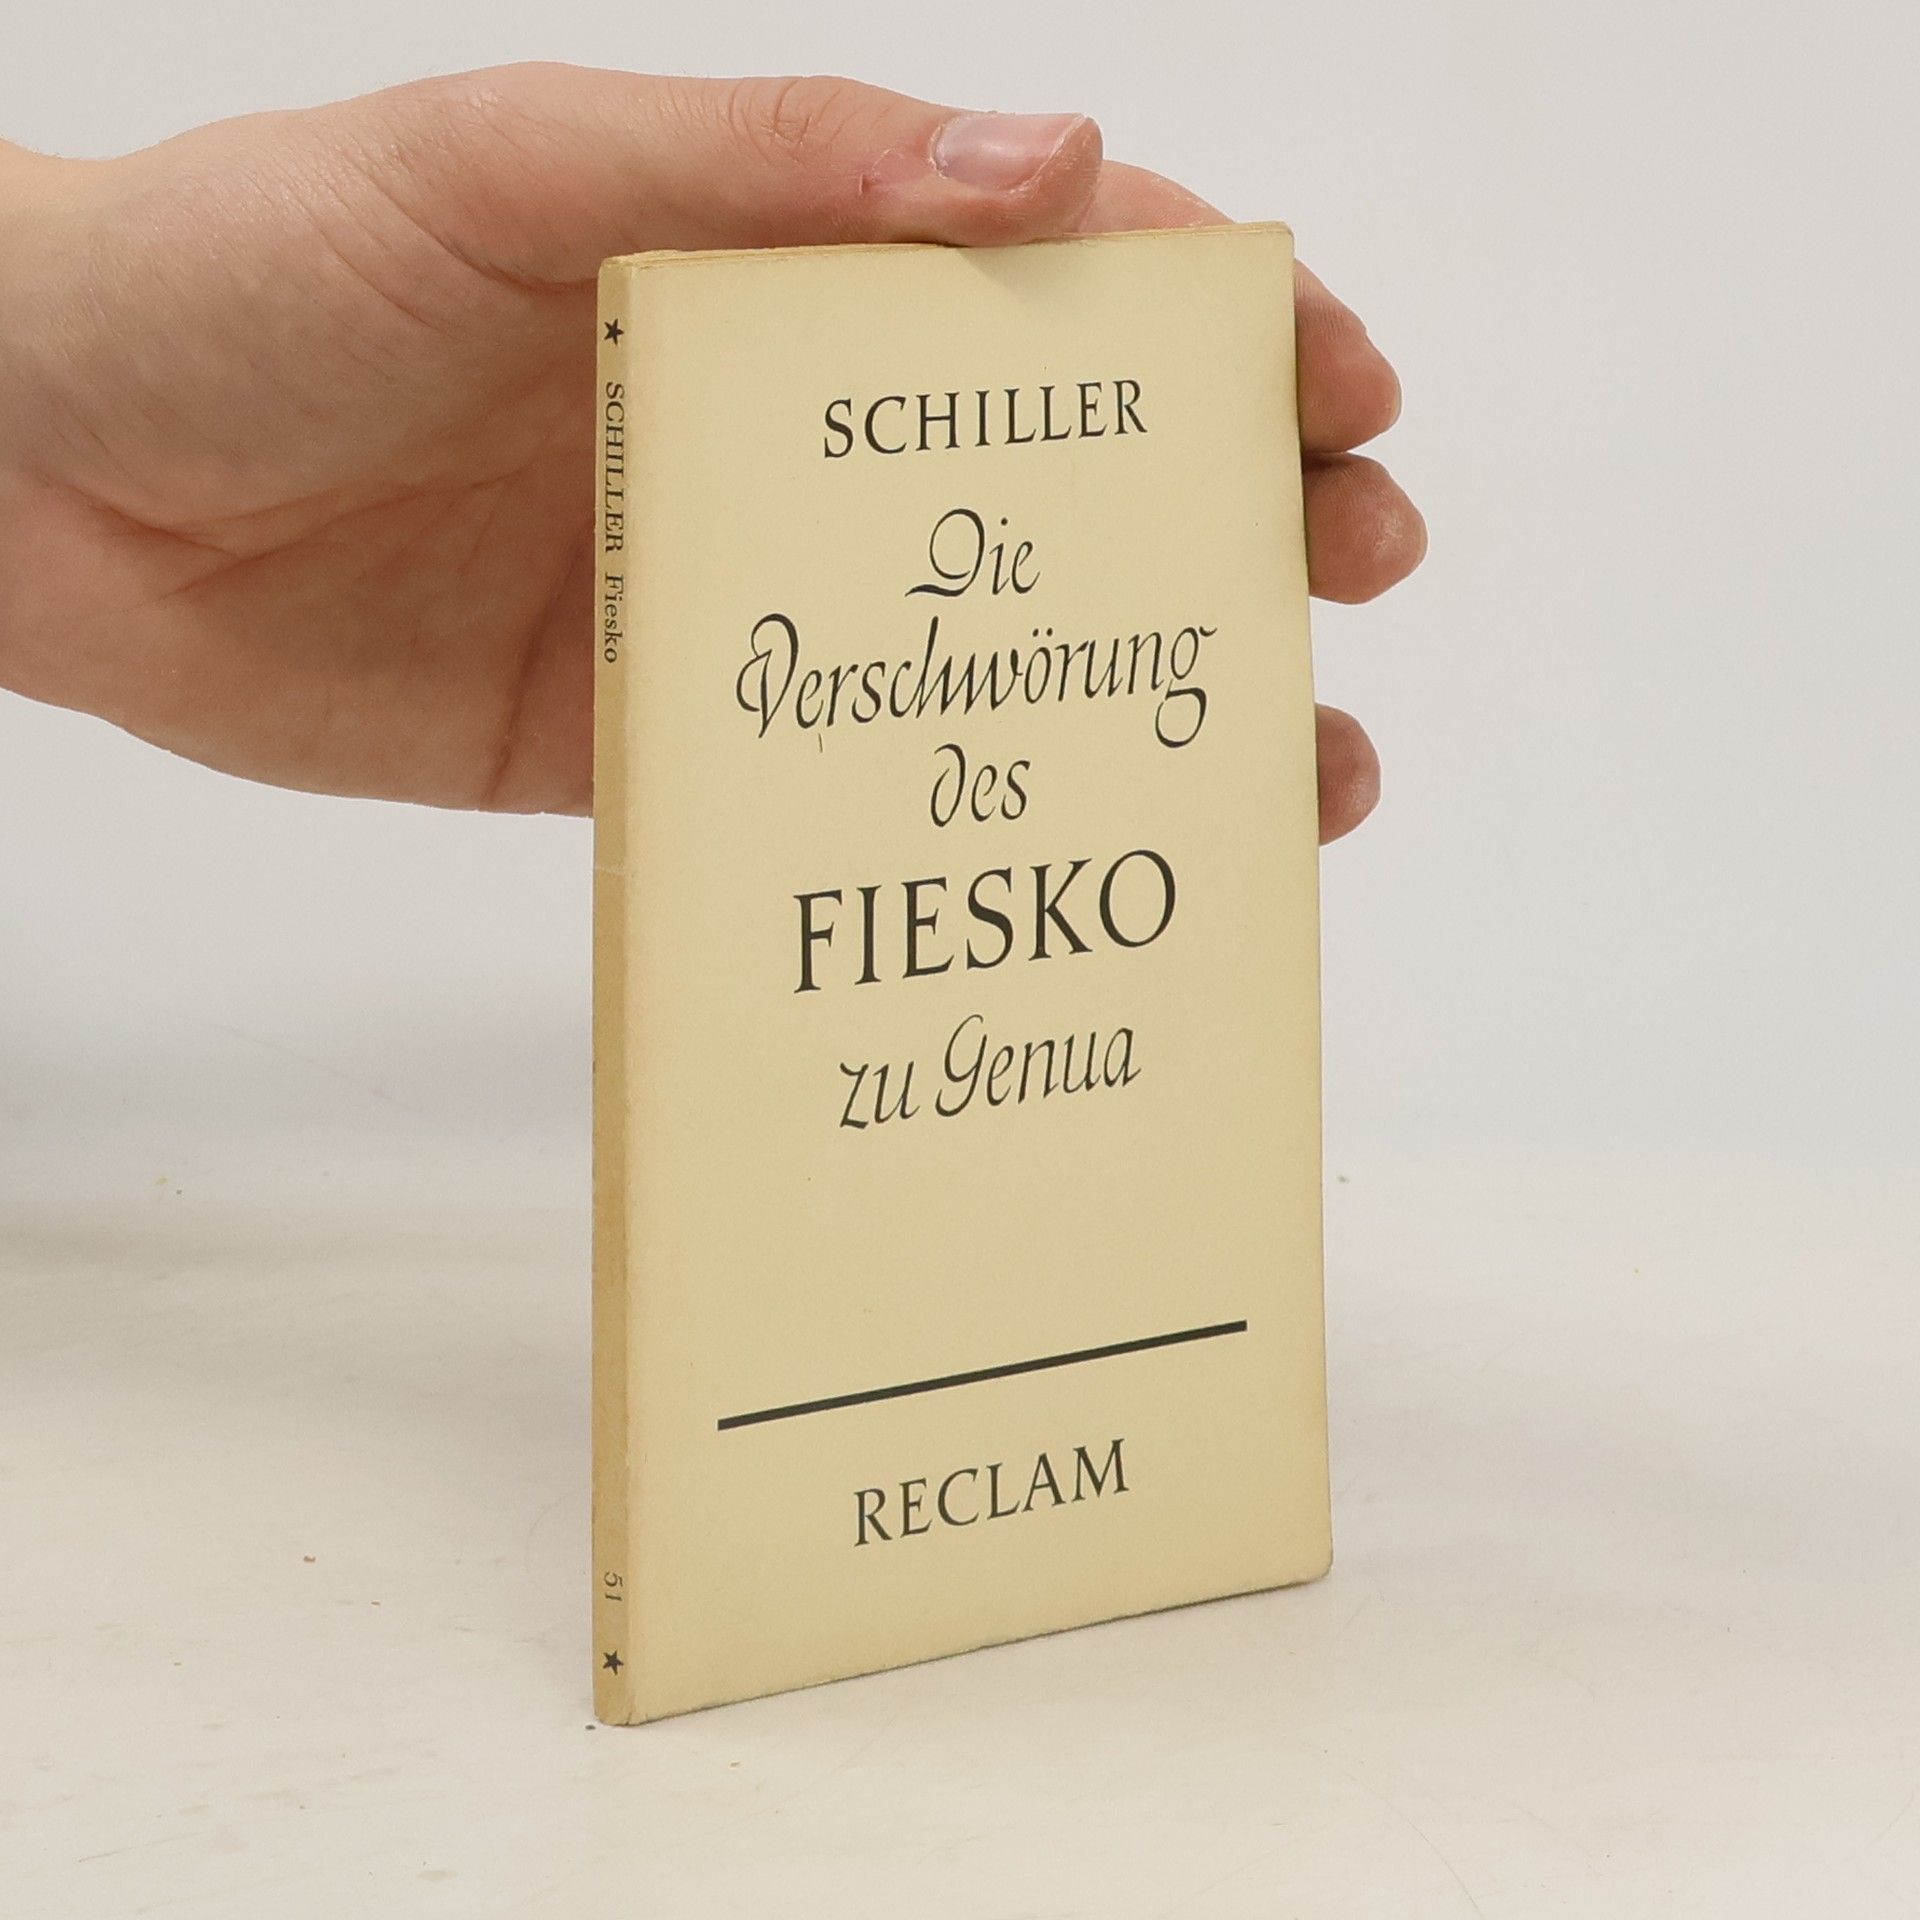 SCHILLER
Die
Verschwörung
des
FIESKO
zu Genua
RECLAM
★ SCHILLER Fiesko 51 ★